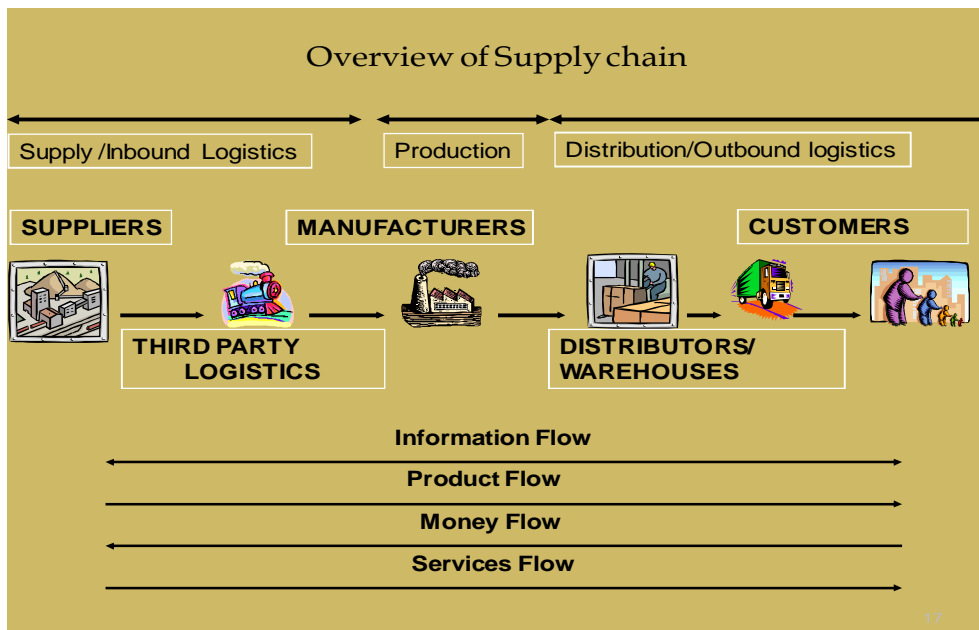 Overview of Supply chain
Supply /Inbound Logistics
Production
Distribution/Outbound logistics
SUPPLIERS
MANUFACTURERS
CUSTOMERS
THIRD PARTY
LOGISTICS
DISTRIBUTORS/
WAREHOUSES
Information Flow
Product Flow
Money Flow
Services Flow
17